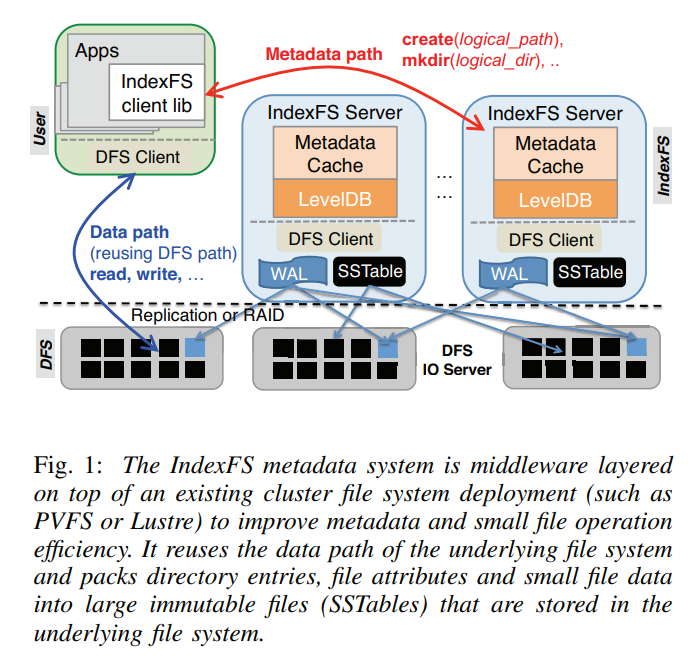 Apps
IndexFS
client lib
DFS Client
User
Metadata path
create(logical_path),
mkdir(logical_dir), ..
IndexFS Server
Metadata
Cache
LevelDB
DFS Client
WAL
SSTable
...
...
IndexFS Server
Metadata
Cache
LevelDB
DFS Client
WAL
SSTable
IndexFS
Data path
(reusing DFS path)
read, write, ...
Replication or RAID
DFS
DFS
IO Server
Fig. 1: The IndexFS metadata system is middleware layered
on top of an existing cluster file system deployment (such as
PVFS or Lustre) to improve metadata and small file operation
efficiency. It reuses the data path of the underlying file system
and packs directory entries, file attributes and small file data
into large immutable files (SSTables) that are stored in the
underlying file system.